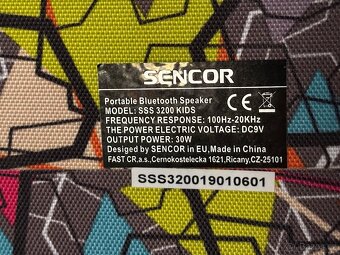 SENCOR
Portable Bluetooth Speaker
MODEL: SSS 3200 KIDS
FREQUENCY RESPONSE: 100Hz-20KHz
THE POWER ELECTRIC VOLTAGE: DC9V
OUTPUT POWER: 30W
Desiged by SENCOR in EU, Made in China
FAST CR,a.s.,Cernokostelecka 1621,Ricany,CZ-25101
SSS320019010601